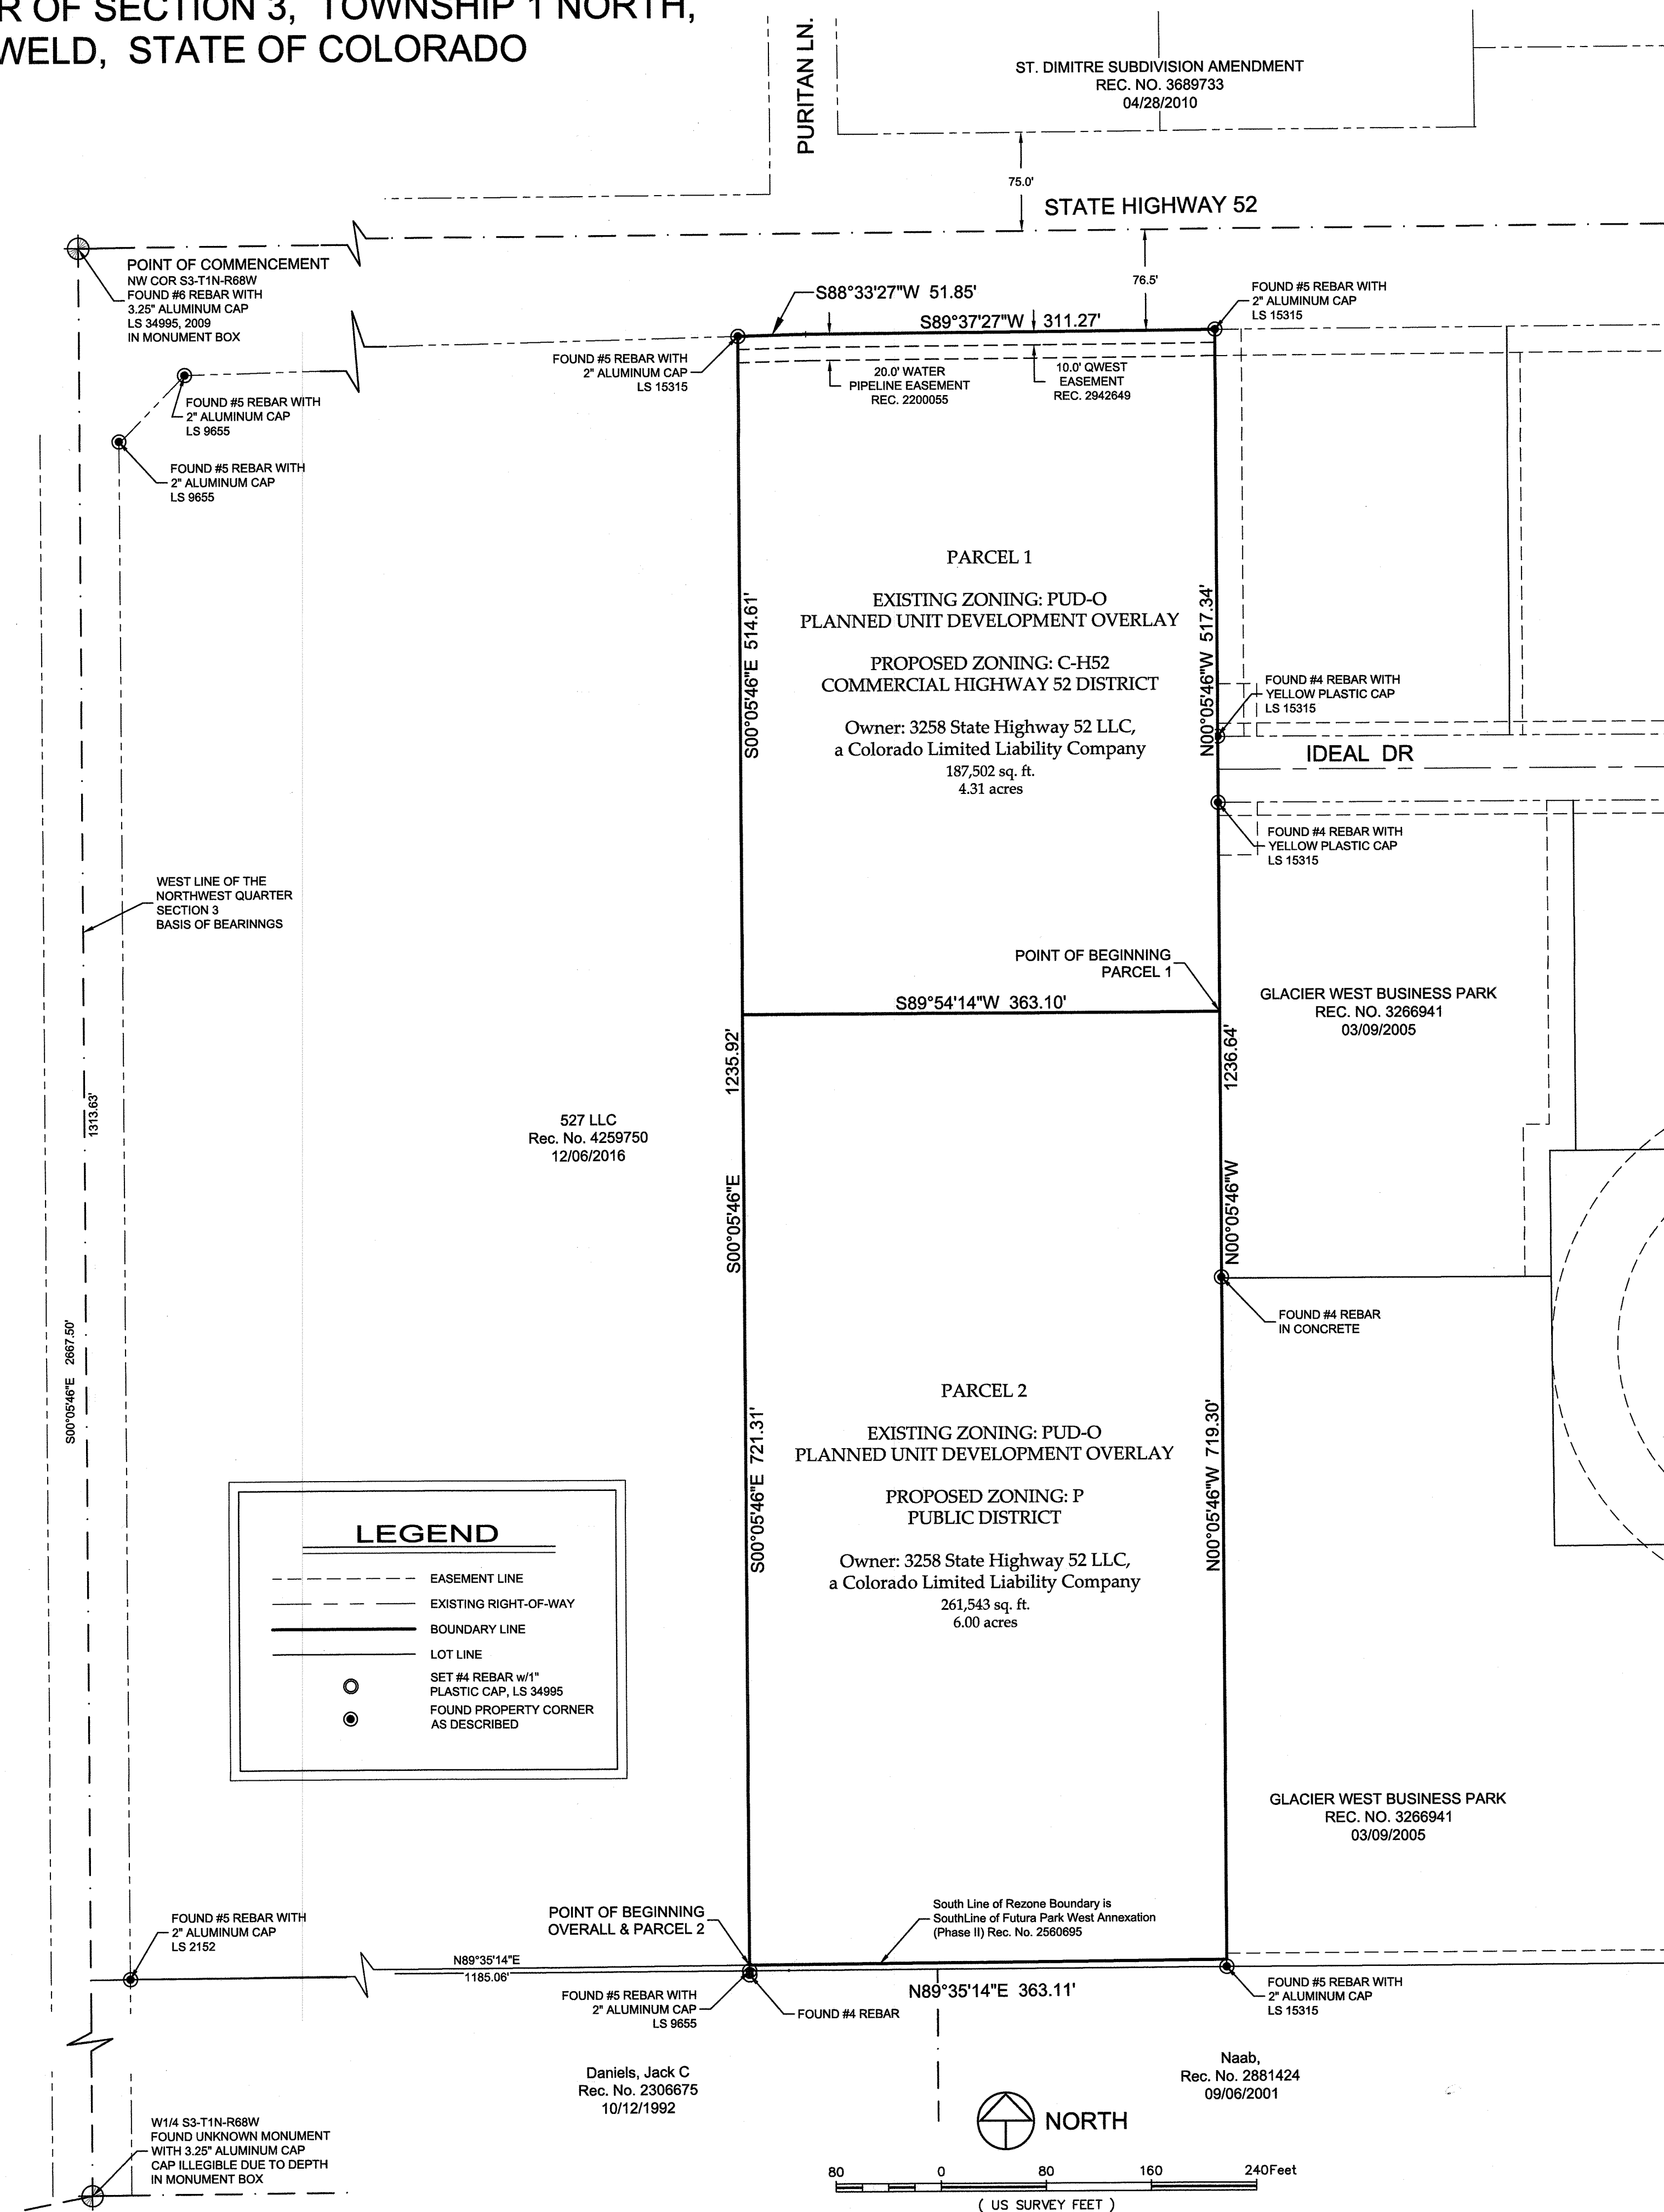 R OF SECTION 3, TOWNSHIP 1 NORTH,
WELD, STATE OF COLORADO
PURITAN LN.
ST. DIMITRE SUBDIVISION AMENDMENT
REC. NO. 3689733
04/28/2010
75.0'
STATE HIGHWAY 52
76.5'
POINT OF COMMENCEMENT
NW COR S3-T1N-R68W
FOUND #6 REBAR WITH
3.25" ALUMINUM CAP
LS 34995, 2009
IN MONUMENT BOX
S88°33'27"W 51.85'
S89°37'27"W 311.27'
FOUND #5 REBAR WITH
2" ALUMINUM CAP
LS 15315
FOUND #5 REBAR WITH
2" ALUMINUM CAP
LS 15315
20.0' WATER
PIPELINE EASEMENT
REC. 2200055
10.0' QWEST
EASEMENT
REC. 2942649
FOUND #5 REBAR WITH
2" ALUMINUM CAP
LS 9655
FOUND #5 REBAR WITH
2" ALUMINUM CAP
LS 9655
PARCEL 1
EXISTING ZONING: PUD-O
PLANNED UNIT DEVELOPMENT OVERLAY
PROPOSED ZONING: C-H52
COMMERCIAL HIGHWAY 52 DISTRICT
Owner: 3258 State Highway 52 LLC,
a Colorado Limited Liability Company
187,502 sq. ft.
4.31 acres
S00°05'46"E 514.61'
N00°05'46"W 517.34'
FOUND #4 REBAR WITH
YELLOW PLASTIC CAP
LS 15315
IDEAL DR
FOUND #4 REBAR WITH
YELLOW PLASTIC CAP
LS 15315
WEST LINE OF THE
NORTHWEST QUARTER
SECTION 3
BASIS OF BEARINNGS
POINT OF BEGINNING
PARCEL 1
S89°54'14"W 363.10'
GLACIER WEST BUSINESS PARK
REC. NO. 3266941
03/09/2005
1235.92'
1236.64'
1313.63'
527 LLC
Rec. No. 4259750
12/06/2016
S00°05'46"E
N00°05'46"W
FOUND #4 REBAR
IN CONCRETE
S00°05'46"E 2667.50'
PARCEL 2
EXISTING ZONING: PUD-O
PLANNED UNIT DEVELOPMENT OVERLAY
PROPOSED ZONING: P
PUBLIC DISTRICT
Owner: 3258 State Highway 52 LLC,
a Colorado Limited Liability Company
261,543 sq. ft.
6.00 acres
S00°05'46"E 721.31'
N00°05'46"W 719.30'
LEGEND
EASEMENT LINE
EXISTING RIGHT-OF-WAY
BOUNDARY LINE
LOT LINE
SET #4 REBAR w/1"
PLASTIC CAP, LS 34995
FOUND PROPERTY CORNER
AS DESCRIBED
GLACIER WEST BUSINESS PARK
REC. NO. 3266941
03/09/2005
FOUND #5 REBAR WITH
2" ALUMINUM CAP
LS 2152
POINT OF BEGINNING
OVERALL & PARCEL 2
South Line of Rezone Boundary is
SouthLine of Futura Park West Annexation
(Phase II) Rec. No. 2560695
N89°35'14"E
1185.06'
FOUND #5 REBAR WITH
2" ALUMINUM CAP
LS 9655
FOUND #4 REBAR
N89°35'14"E 363.11'
FOUND #5 REBAR WITH
2" ALUMINUM CAP
LS 15315
Daniels, Jack C
Rec. No. 2306675
10/12/1992
Naab,
Rec. No. 2881424
09/06/2001
NORTH
W1/4 S3-T1N-R68W
FOUND UNKNOWN MONUMENT
WITH 3.25" ALUMINUM CAP
CAP ILLEGIBLE DUE TO DEPTH
IN MONUMENT BOX
80 0 80 160 240Feet
( US SURVEY FEET )